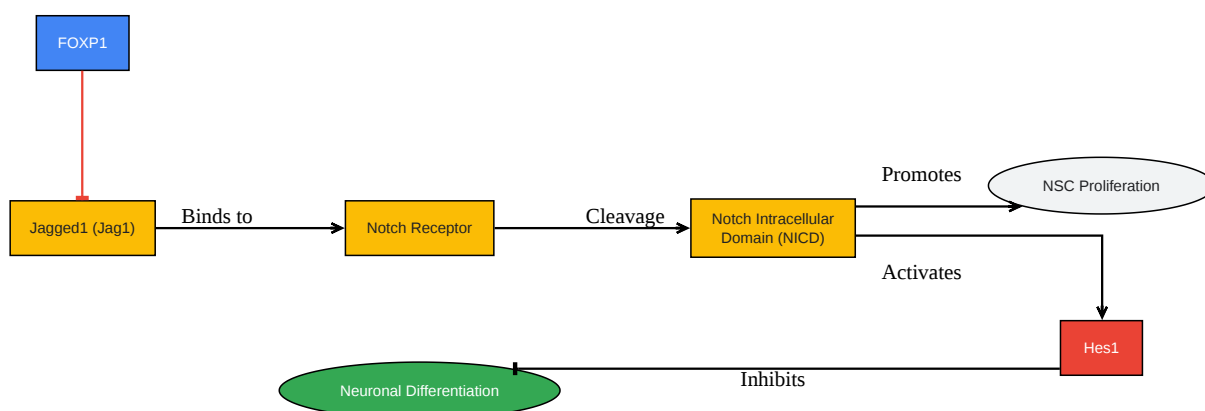 FOXP1
Promotes
NSC Proliferation
Jagged1 (Jag1)
Binds to
Notch Receptor
Cleavage
Notch Intracellular
Domain (NICD)
Activates
Hes1
Inhibits
Neuronal Differentiation